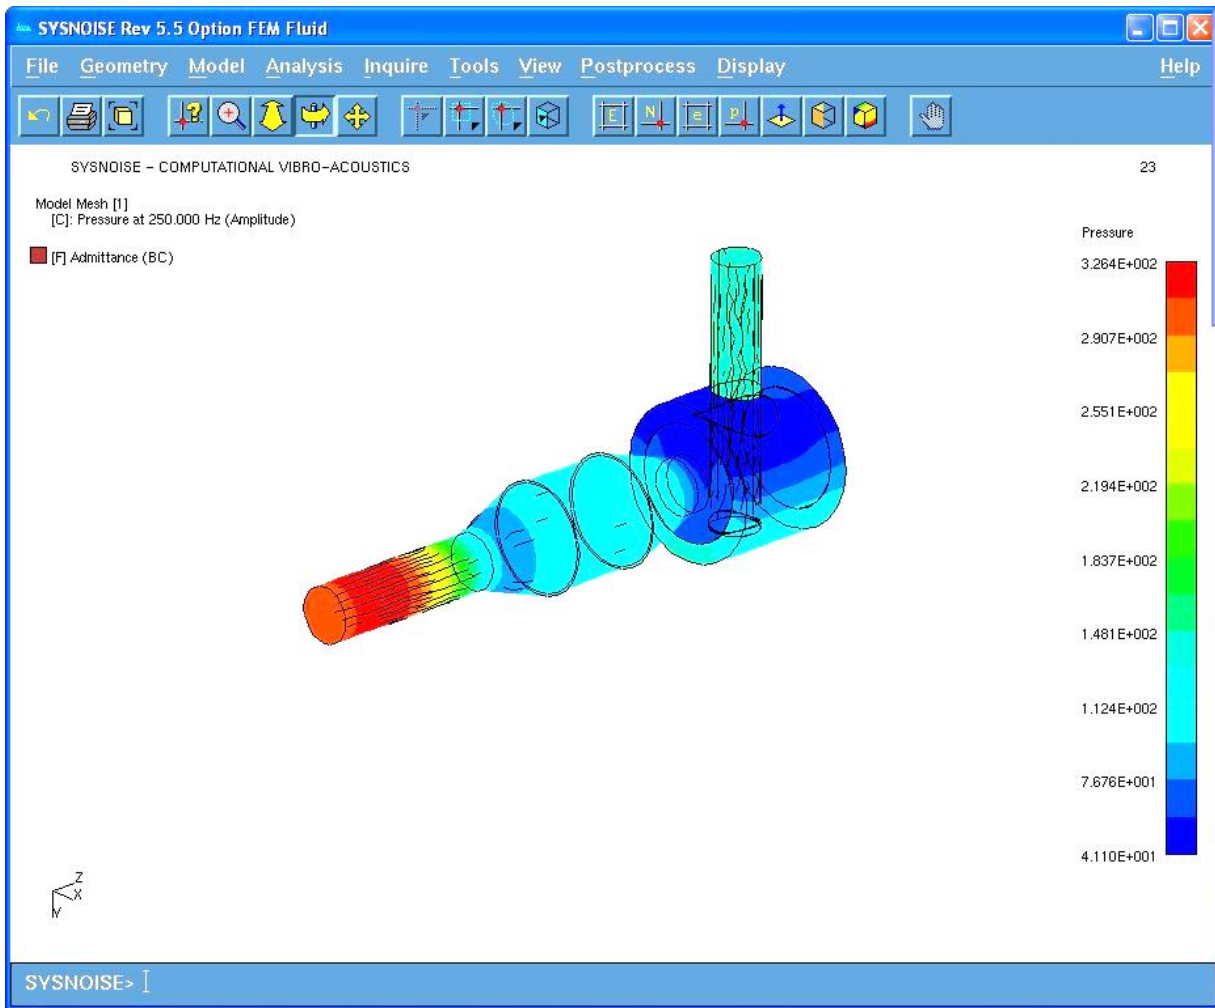 SYSNOISE Rev 5.5 Option FEM Fluid
File Geometry Model Analysis Inquire Tools View Postprocess Display Help
? E N e p
SYSNOISE - COMPUTATIONAL VIBRO-ACOUSTICS 23
Model Mesh [1]
[C]: Pressure at 250.000 Hz (Amplitude)
[F] Admittance (BC)
Pressure
3.264E+002
2.907E+002
2.551E+002
2.194E+002
1.837E+002
1.481E+002
1.124E+002
7.676E+001
4.110E+001
Z
X
Y
SYSNOISE>